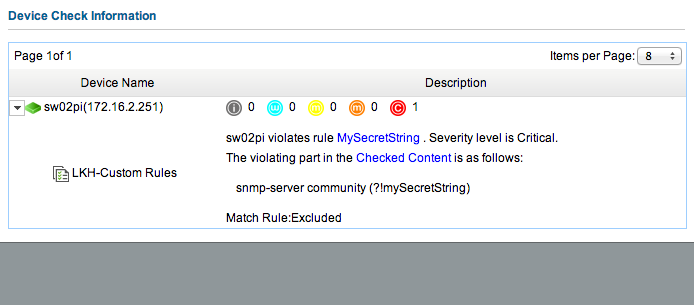 Device Check Information
Page 1of 1 Items per Page: 8
Device Name Description
sw02pi(172.16.2.251) i 0 w 0 m 0 m 0 C 1
sw02pi violates rule MySecretString . Severity level is Critical.
The violating part in the Checked Content is as follows:
LKH-Custom Rules
snmp-server community (?!mySecretString)
Match Rule:Excluded